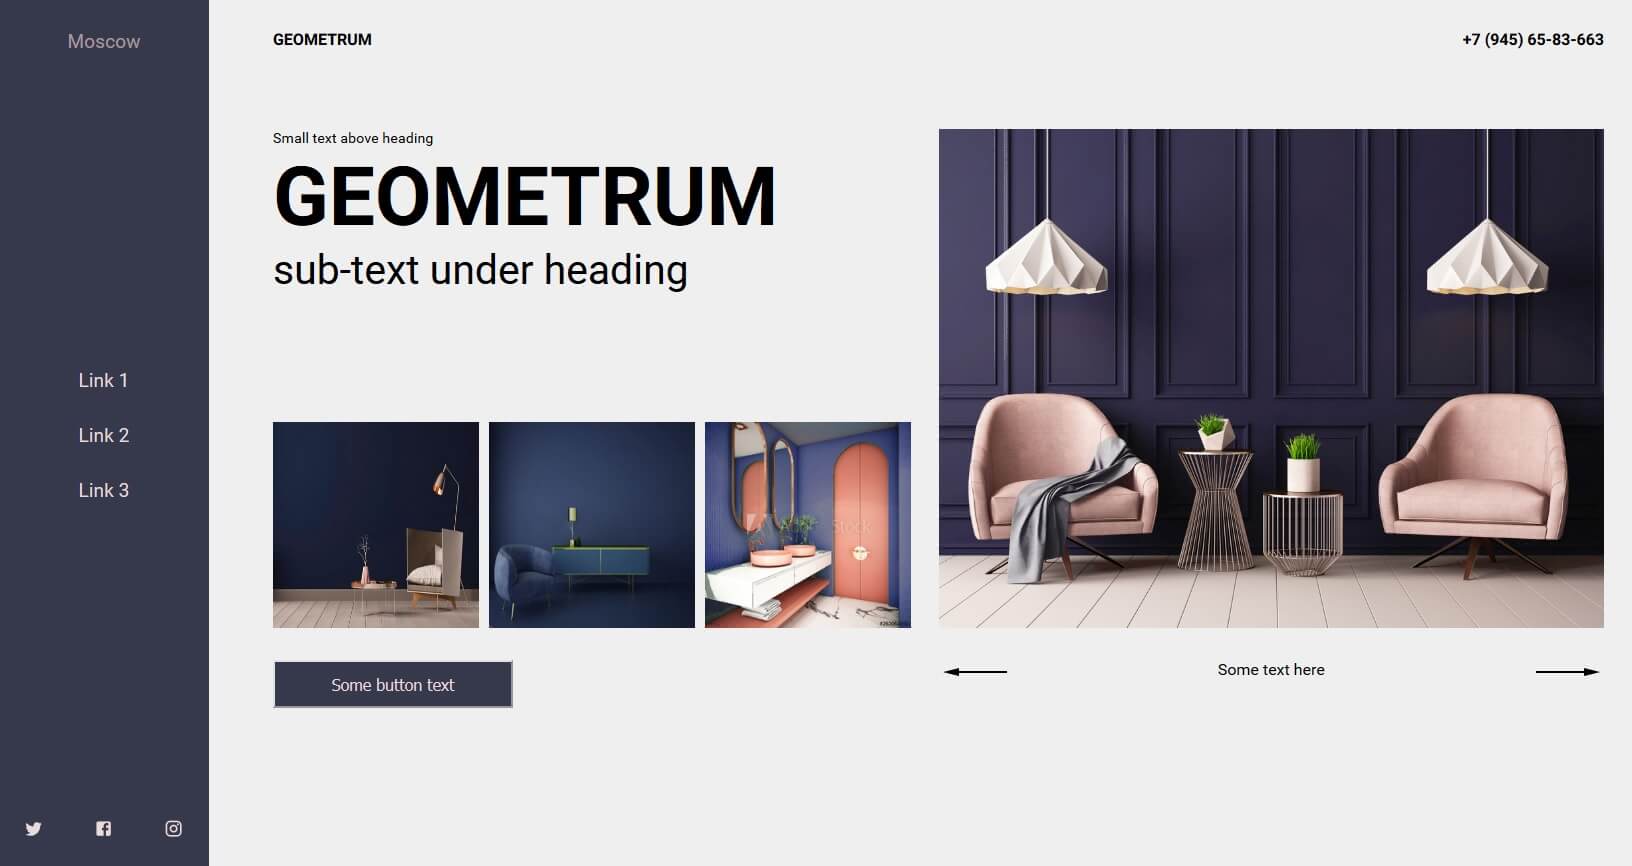 Moscow
GEOMETRUM
+7 (945) 65-83-663
Small text above heading
GEOMETRUM
sub-text under heading
Link 1
Link 2
Link 3
Stock
Some button text
Some text here